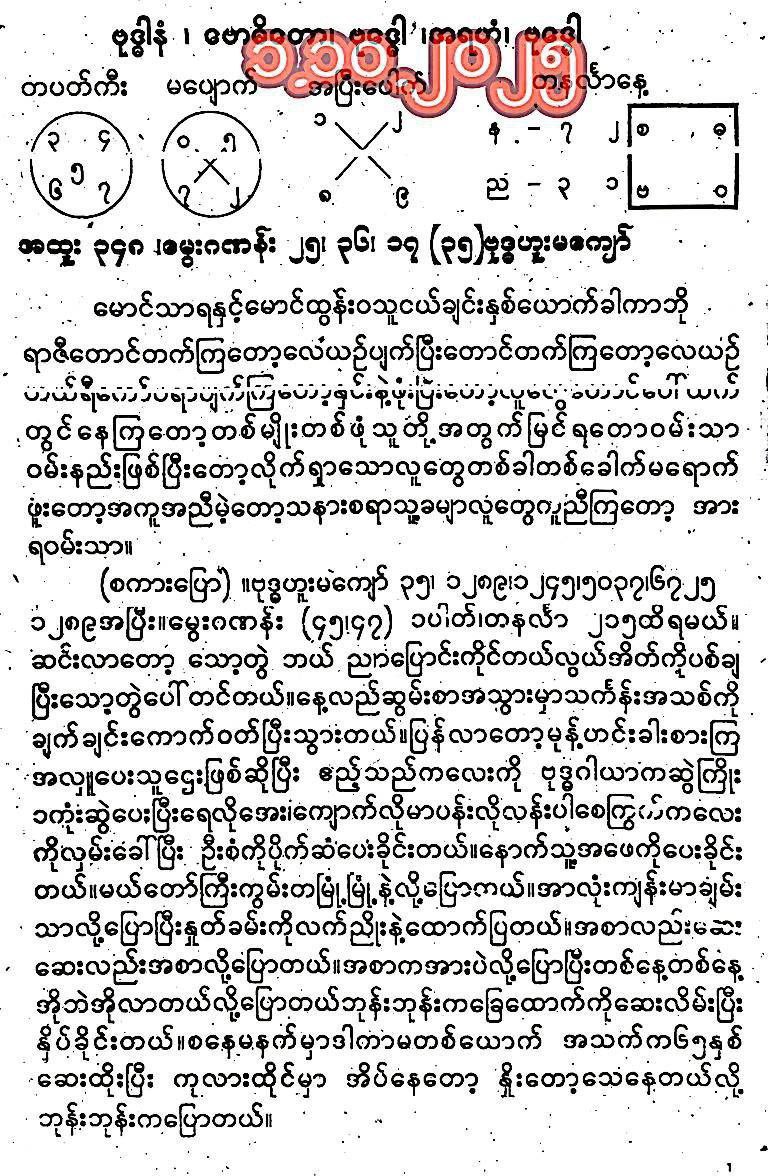 ဗုဒ္ဓါနံ ၊ ဗောဓိတော၊ ဗုဒ္ဓေါ ၊အရဟံ၊ ဗုဒ္ဓေါ
၁.၁၁.၂၀၂၅
တပတ်ကီး မပျောက် အပြီးပေါက် တနင်္လာနေ့
၃ ၄ ၀ ၅ ၁ ၂ န - ၇ ၂ စ ဓ
၅
၆ ၇ ၇ ၂ ၈ ၉ ည - ၃ ၁ ဗ ဝ
အထူး ၃၄၈ ၊မွေးဂဏန်း ၂၅၊ ၃၆၊ ၁၇ (၃၅)ဗုဒ္ဓဟူးမကျော်
မောင်သာရနှင့်မောင်ထွန်းဝသူငယ်ချင်းနှစ်ယောက်ခါကာဘို
ရာဇီတောင်တက်ကြတော့လေယဉ်ပျက်ပြီးတောင်တက်ကြတော့လေယဉ်
တွင်နေကြတော့တစ်မျိုးတစ်ဖုံသူတို့အတွက်မြင်ရတောဝမ်းသာ
ဝမ်းနည်းဖြစ်ပြီးတော့လိုက်ရှာသောလူတွေတစ်ခါတစ်ခေါက်မရောက်
ဖူးတော့အကူအညီမဲ့တော့သနားစရာသူ့ခမျာလူတွေကူညီကြတော့ အား
ရဝမ်းသာ။
(စကားပြော) ။ဗုဒ္ဓဟူးမကျော် ၃၅၊ ၁၂၈၉၊၁၂၄၅၊၅၀၃၇၊၆၇၂၅
၁၂၈၉အပြီး။မွေးဂဏန်း (၄၅၊၄၇) ၁ပါတ်၊တနင်္လာ ၂၁၅ထိရမယ်။
ဆင်းလာတော့ သော့တွဲ ဘယ် ညာပြောင်းကိုင်တယ်လွယ်အိတ်ကိုပစ်ချ
ပြီးသော့တွဲပေါ် တင်တယ်။နေ့လည်ဆွမ်းစာအသွားမှာသင်္ကန်းအသစ်ကို
ချက်ချင်းကောက်ဝတ်ပြီးသွားတယ်။ပြန်လာတော့မုန့်ဟင်းခါးစားကြ
အလှူပေးသူဌေးဖြစ်ဆိုပြီး ဧည့်သည်ကလေးကို ဗုဒ္ဓဂါယာကဆွဲကြိုး
၁ကုံးဆွဲပေးပြီးရေလိုအေး၊ကျောက်လိုမာပန်းလိုလန်းပါစေကြွယ်ကလေး
ကိုလှမ်းခေါ်ပြီး ဦးစံကိုပိုက်ဆံပေးခိုင်းတယ်။နောက်သူ့အဖေကိုပေးခိုင်း
တယ်။မယ်တော်ကြီးကွမ်းတမြုံ့မြုံ့နဲ့လို့ပြောတယ်။အာလုံးကျန်းမာချမ်း
သာလို့ပြောပြီးနှုတ်ခမ်းကိုလက်ညှိုးနဲ့ထောက်ပြတယ်။အစာလည်းဆေး
ဆေးလည်းအစာလို့ပြောတယ်။အစာကအားပဲလို့ပြောပြီးတစ်နေ့တစ်နေ့
အိုဘဲအိုလာတယ်လို့ပြောတယ်ဘုန်းဘုန်းကခြေထောက်ကိုဆေးလိမ်းပြီး
နှိပ်ခိုင်းတယ်။စနေမနက်မှာဒါကာမတစ်ယောက် အသက်က၆၅နှစ်
ဆေးထိုးပြီး ကုလားထိုင်မှာ အိပ်နေတော့ နှိုးတော့သေနေတယ်လို့
ဘုန်းဘုန်းကပြောတယ်။